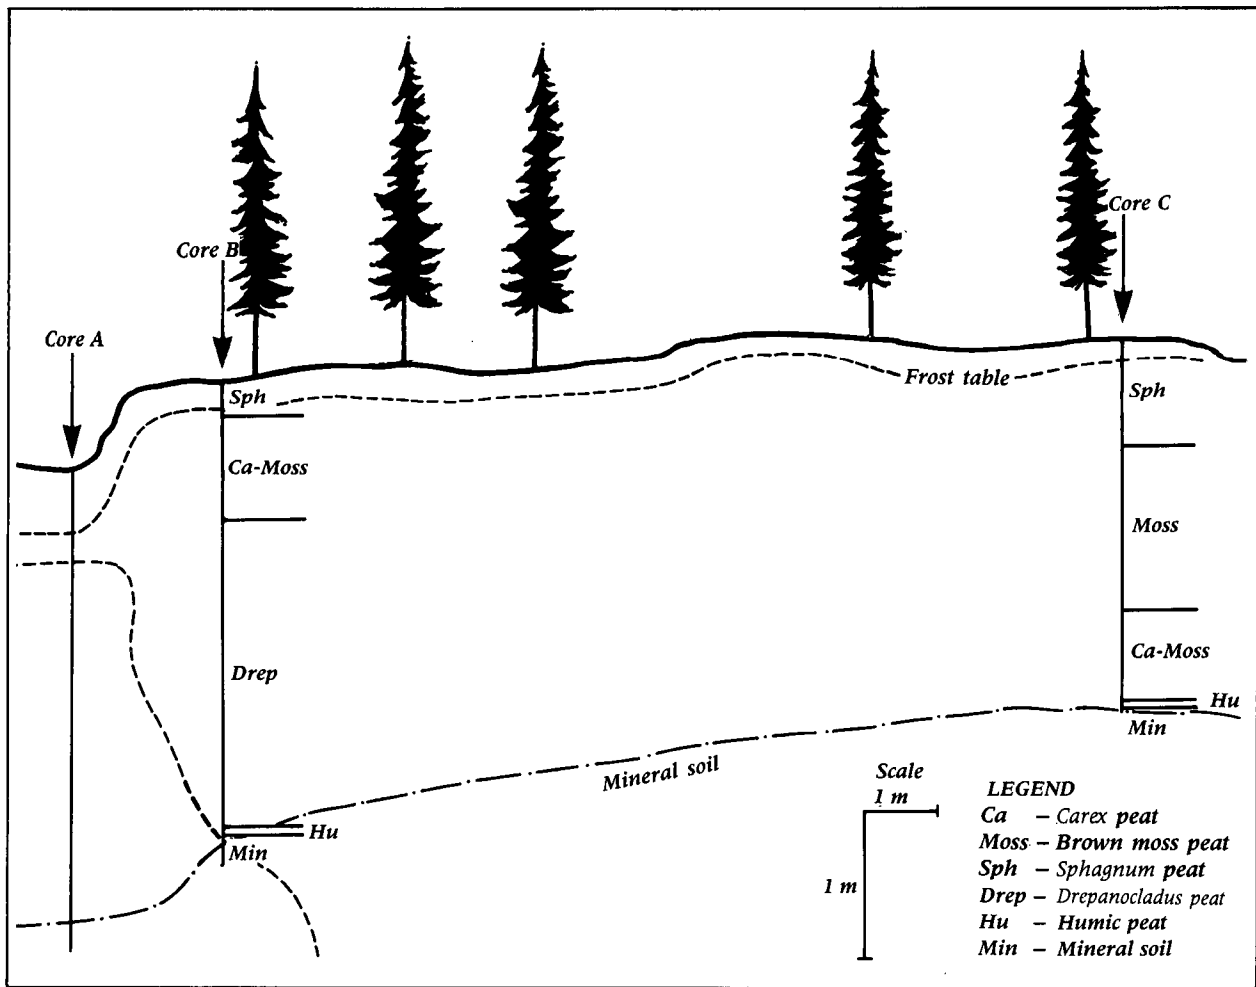 Core C
Core B
Core A
Frost table
Sph
Sph
Ca-Moss
Moss
Drep
Ca-Moss
Hu
Min
Mineral soil
Hu
Min
Scale
1 m
1 m
LEGEND
Ca – Carex peat
Moss – Brown moss peat
Sph – Sphagnum peat
Drep – Drepanocladus peat
Hu – Humic peat
Min – Mineral soil